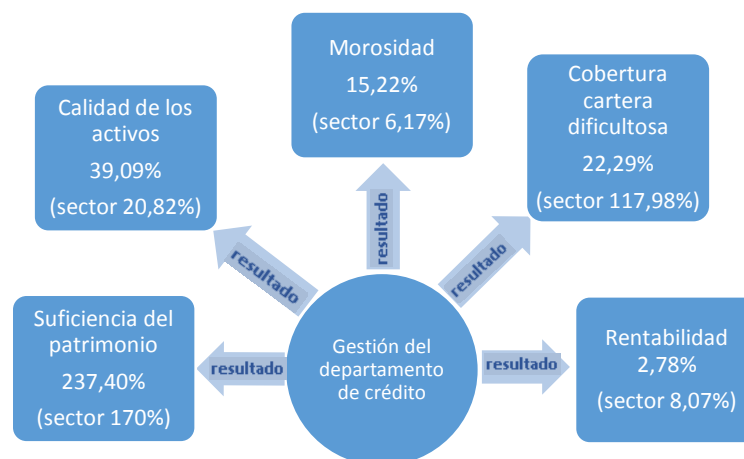 Morosidad
15,22%
(sector 6,17%)
Calidad de los
activos
39,09%
(sector 20,82%)
Cobertura
cartera
dificultosa
22,29%
(sector 117,98%)
resultado
resultado
resultado
Suficiencia del
patrimonio
237,40%
(sector 170%)
resultado
Gestión del
departamento
de crédito
resultado
Rentabilidad
2,78%
(sector 8,07%)